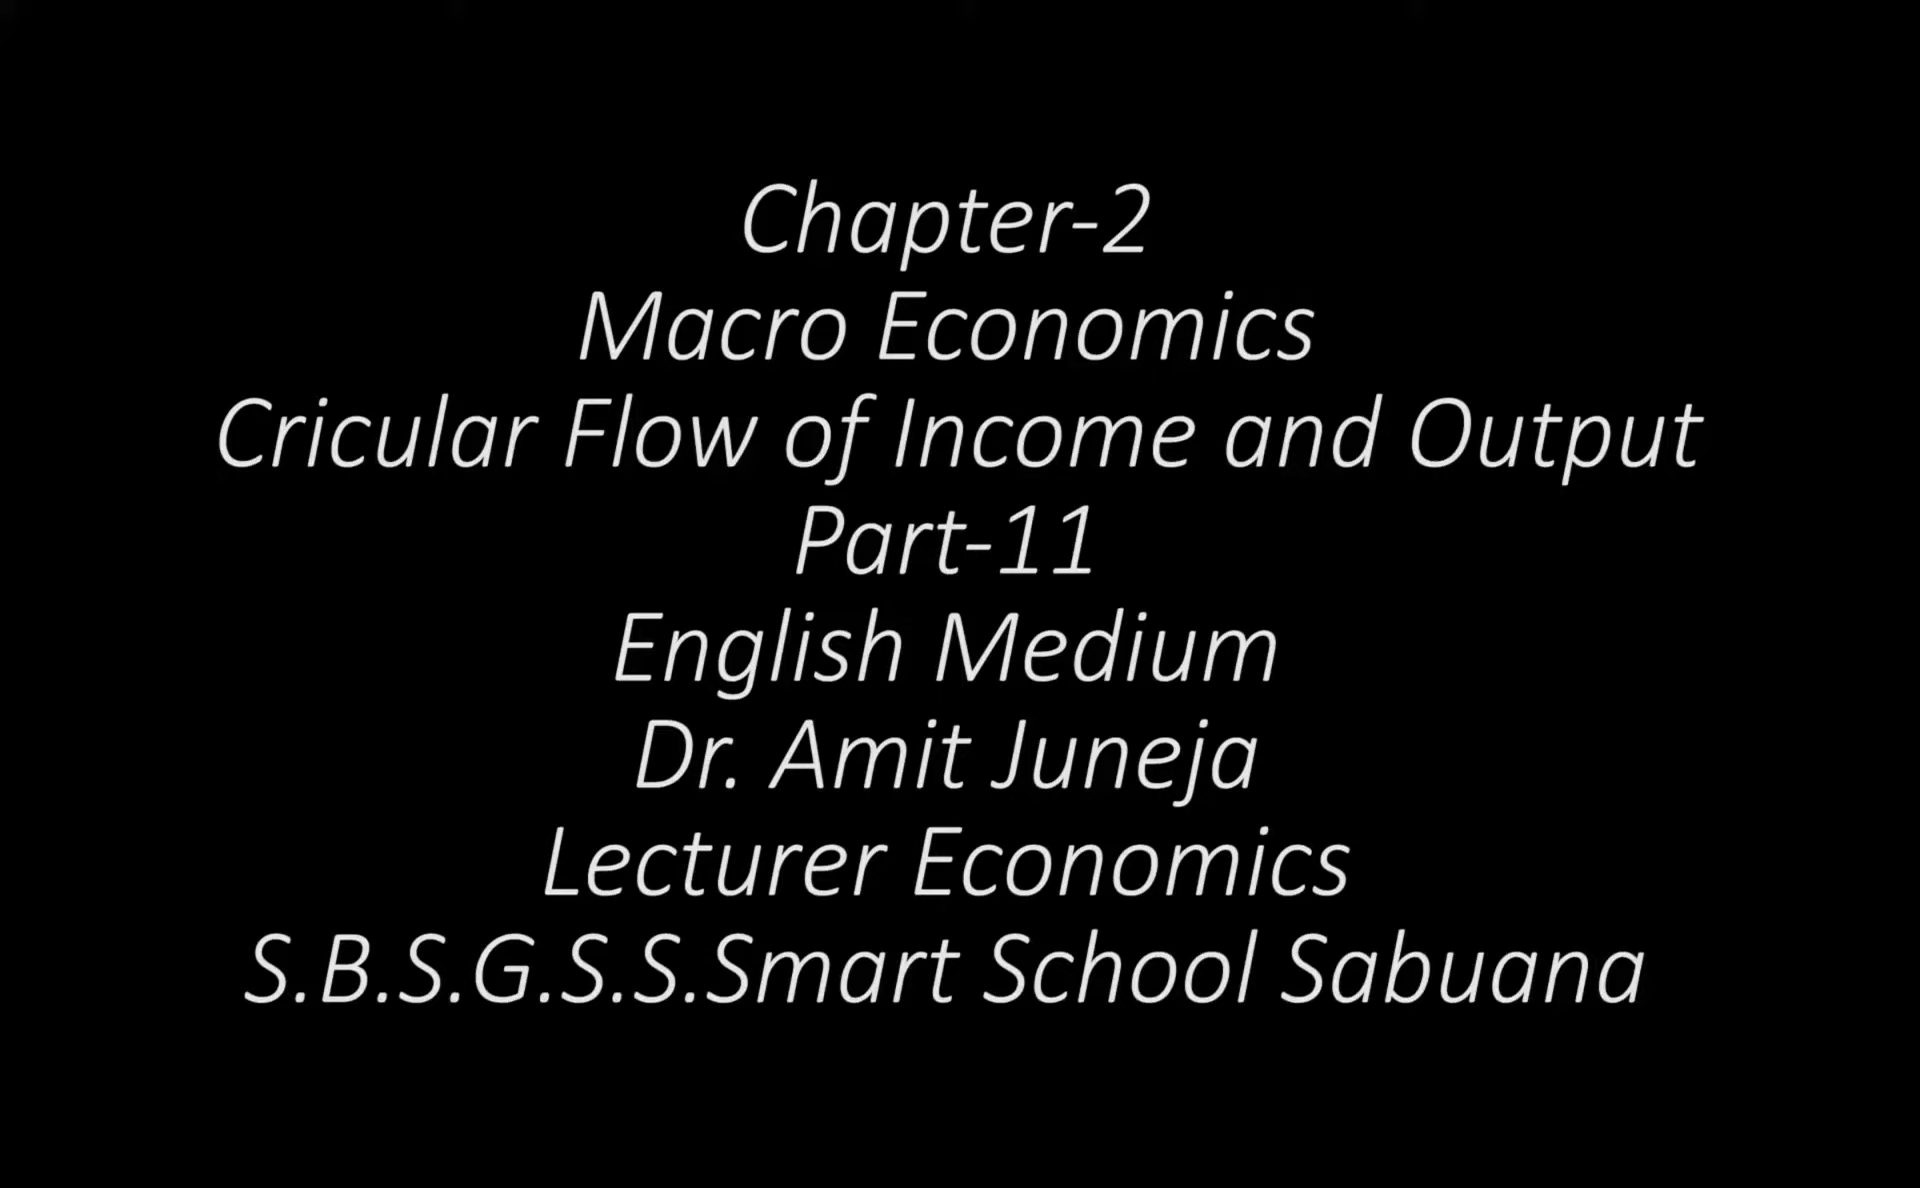 Chapter-2
Macro Economics
Cricular Flow of Income and Output
Part-11
English Medium
Dr. Amit Juneja
Lecturer Economics
S.B.S.G.S.S.Smart School Sabuana